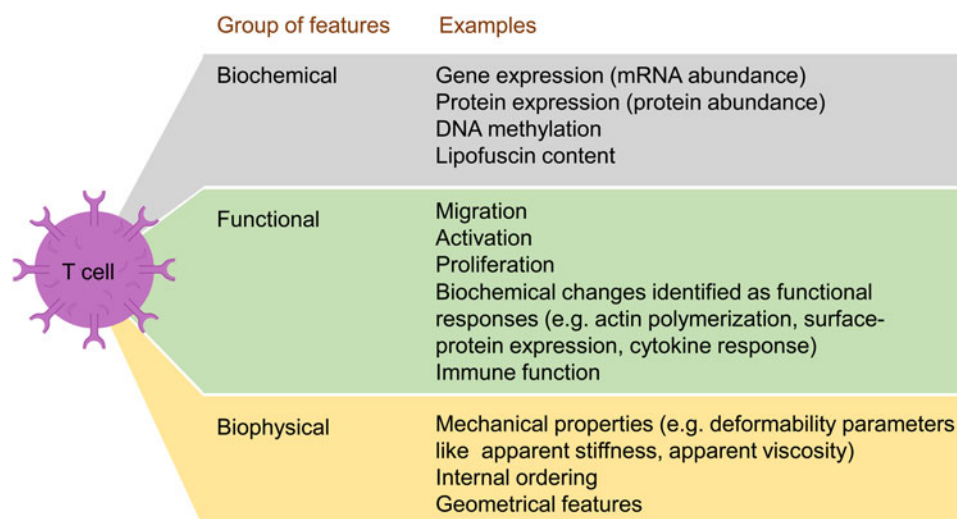 Group of features Examples
Biochemical Gene expression (mRNA abundance)
Protein expression (protein abundance)
DNA methylation
Lipofuscin content
T cell
Functional Migration
Activation
Proliferation
Biochemical changes identified as functional
responses (e.g. actin polymerization, surface-
protein expression, cytokine response)
Immune function
Biophysical Mechanical properties (e.g. deformability parameters
like apparent stiffness, apparent viscosity)
Internal ordering
Geometrical features